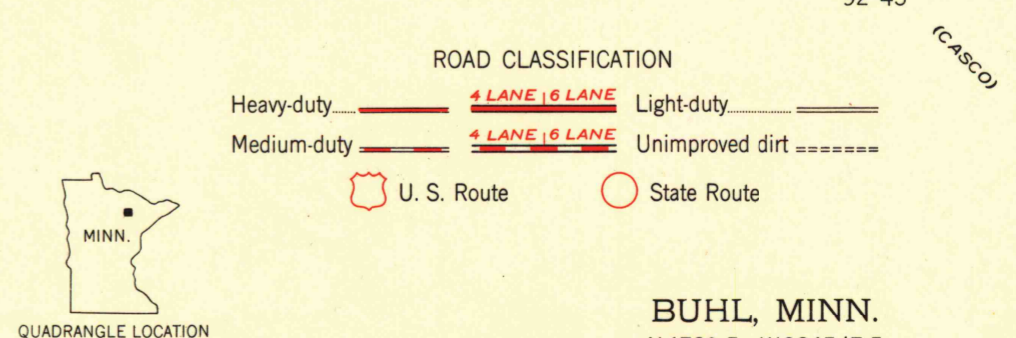 (CASCO)
ROAD CLASSIFICATION
4 LANE | 6 LANE
Heavy-duty Light-duty
4 LANE | 6 LANE
Medium-duty Unimproved dirt
U. S. Route State Route
MINN.
QUADRANGLE LOCATION
BUHL, MINN.